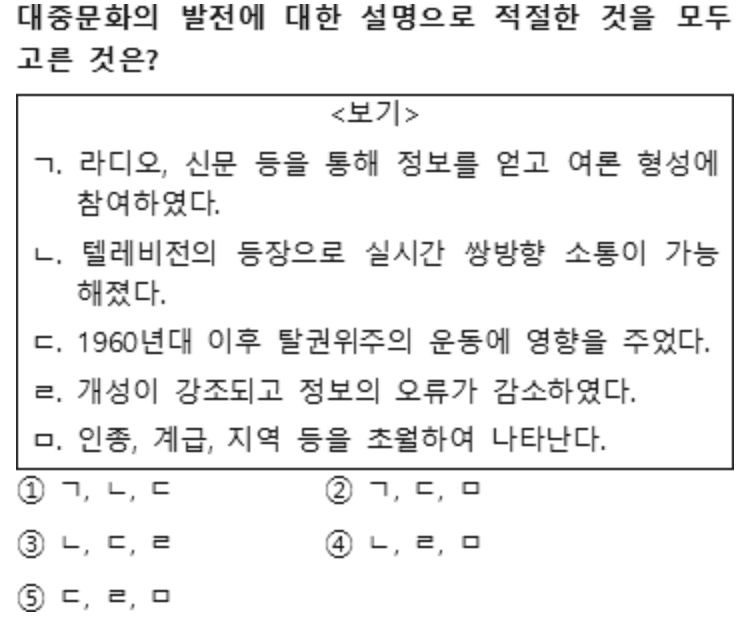 대중문화의 발전에 대한 설명으로 적절한 것을 모두
고른 것은?
<보기>
ㄱ. 라디오, 신문 등을 통해 정보를 얻고 여론 형성에
참여하였다.
ㄴ. 텔레비전의 등장으로 실시간 쌍방향 소통이 가능
해졌다.
ㄷ. 1960년대 이후 탈권위주의 운동에 영향을 주었다.
ㄹ. 개성이 강조되고 정보의 오류가 감소하였다.
ㅁ. 인종, 계급, 지역 등을 초월하여 나타난다.
① ㄱ, ㄴ, ㄷ ② ㄱ, ㄷ, ㅁ
③ ㄴ, ㄷ, ㄹ ④ ㄴ, ㄹ, ㅁ
⑤ ㄷ, ㄹ, ㅁ